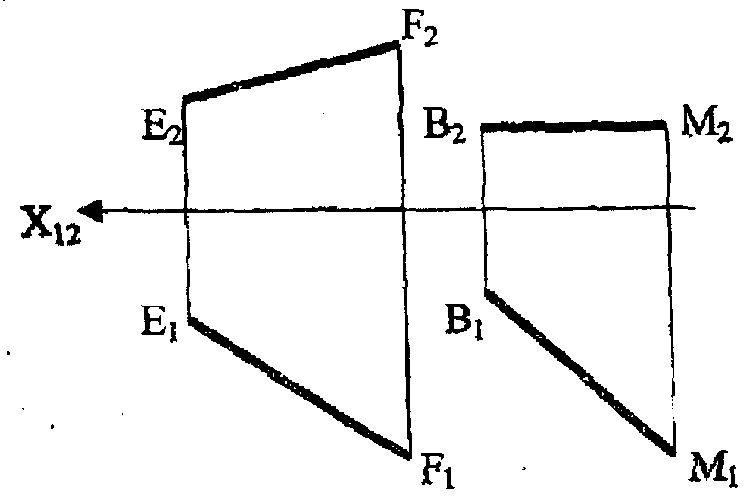 F₂
E₂
B₂ M₂
X₁₂
E₁
B₁
F₁
M₁